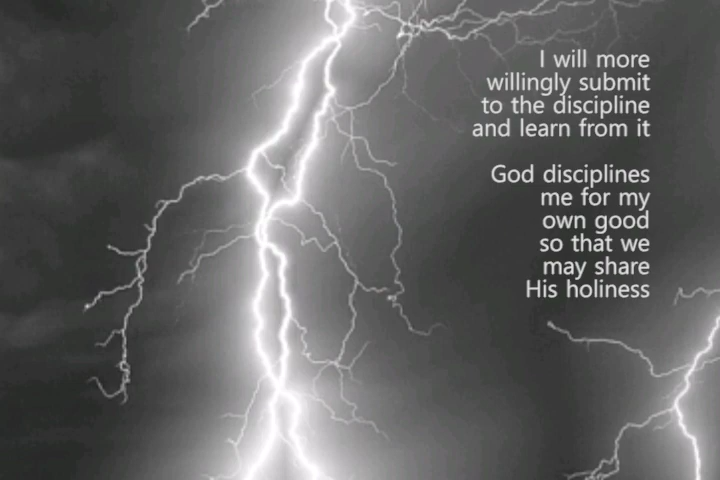 I will more
willingly submit
to the discipline
and learn from it
God disciplines
me for my
own good
so that we
may share
His holiness